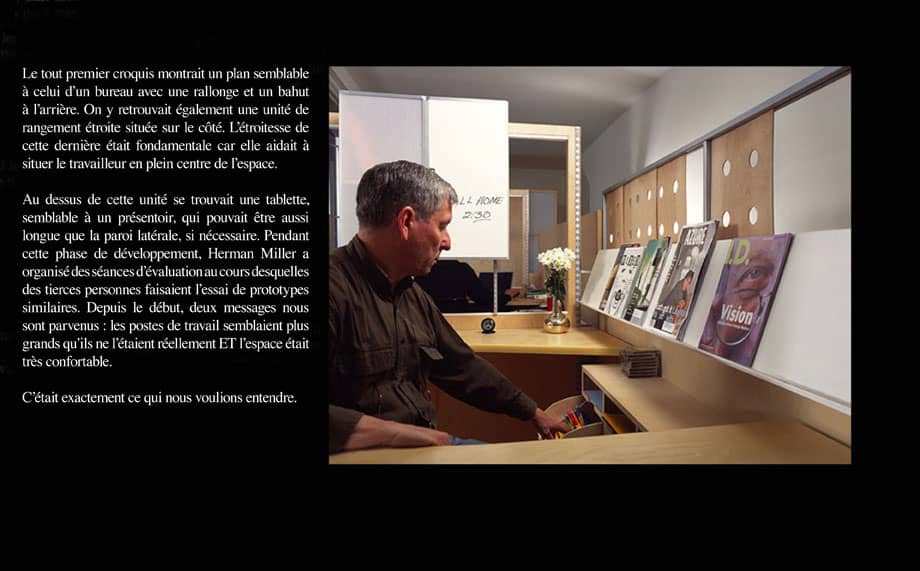 Le tout premier croquis montrait un plan semblable
à celui d'un bureau avec une rallonge et un bahut
à l'arrière. On y retrouvait également une unité de
rangement étroite située sur le côté. L'étroitesse de
cette dernière était fondamentale car elle aidait à
situer le travailleur en plein centre de l'espace.
Au dessus de cette unité se trouvait une tablette,
semblable à un présentoir, qui pouvait être aussi
longue que la paroi latérale, si nécessaire. Pendant
cette phase de développement, Herman Miller a
organisé des séances d'évaluation au cours desquelles
des tierces personnes faisaient l'essai de prototypes
similaires. Depuis le début, deux messages nous
sont parvenus : les postes de travail semblaient plus
grands qu'ils ne l'étaient réellement ET l'espace était
très confortable.
C'était exactement ce qui nous voulions entendre.
HOME
2:30
AZURE
I.D.
Vision